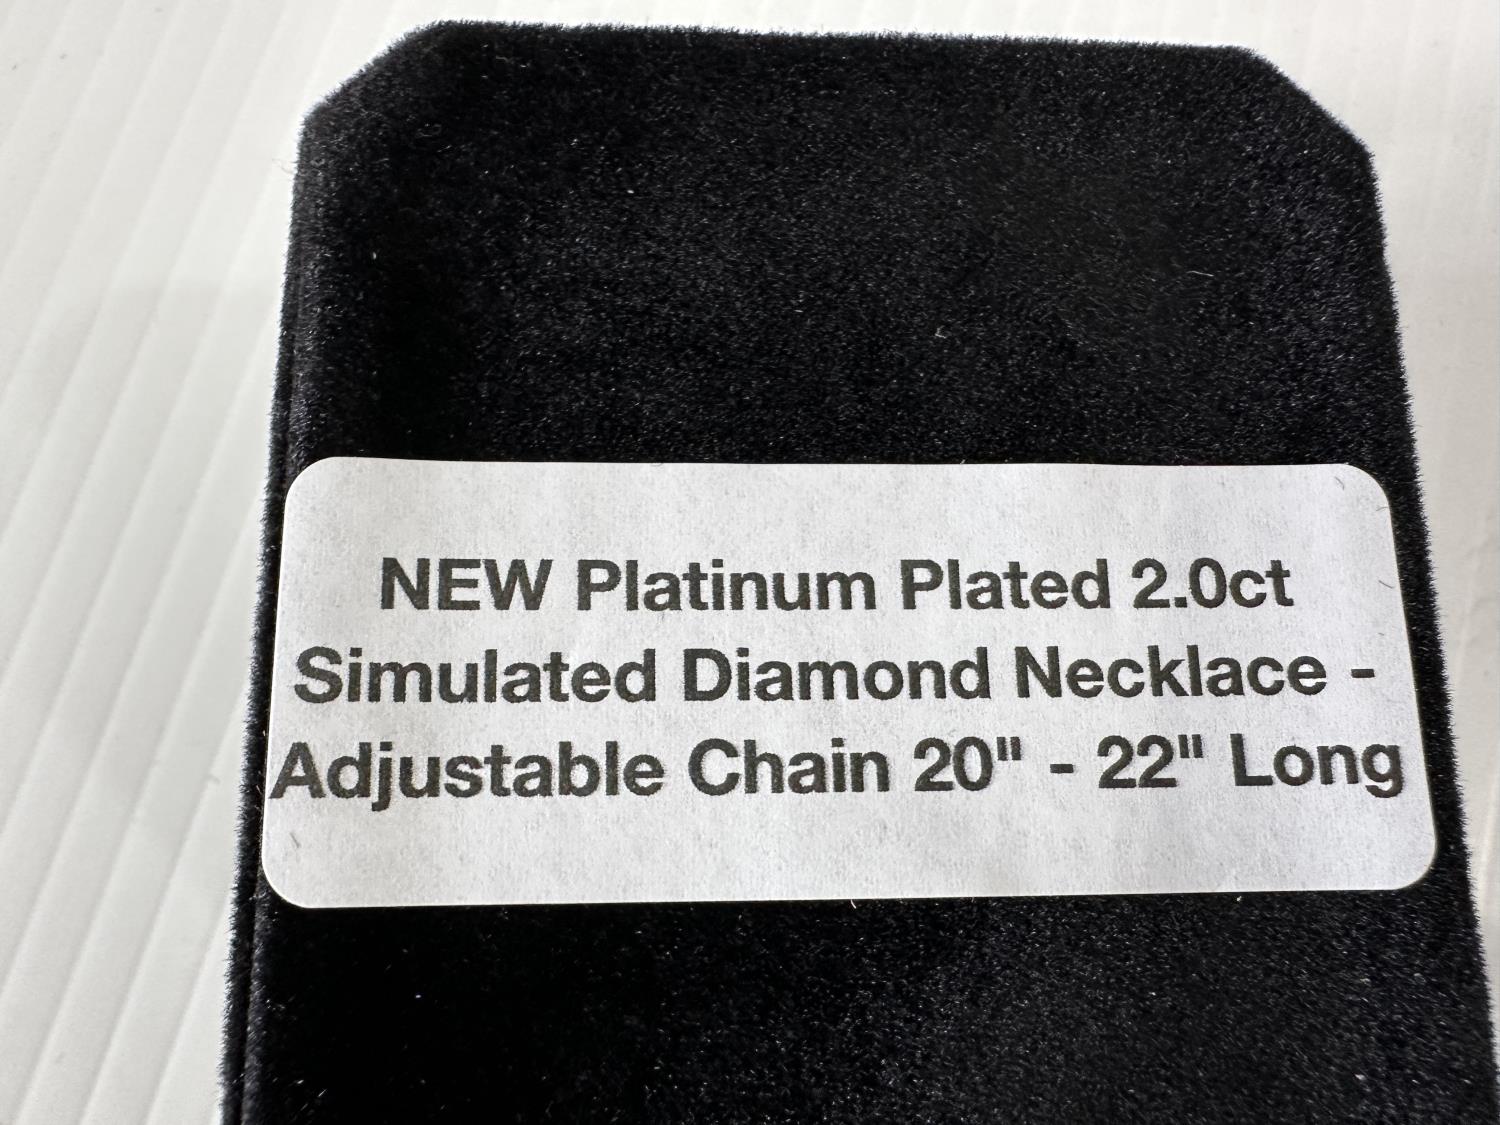 NEW Platinum Plated 2.0ct
Simulated Diamond Necklace -
Adjustable Chain 20" - 22" Long